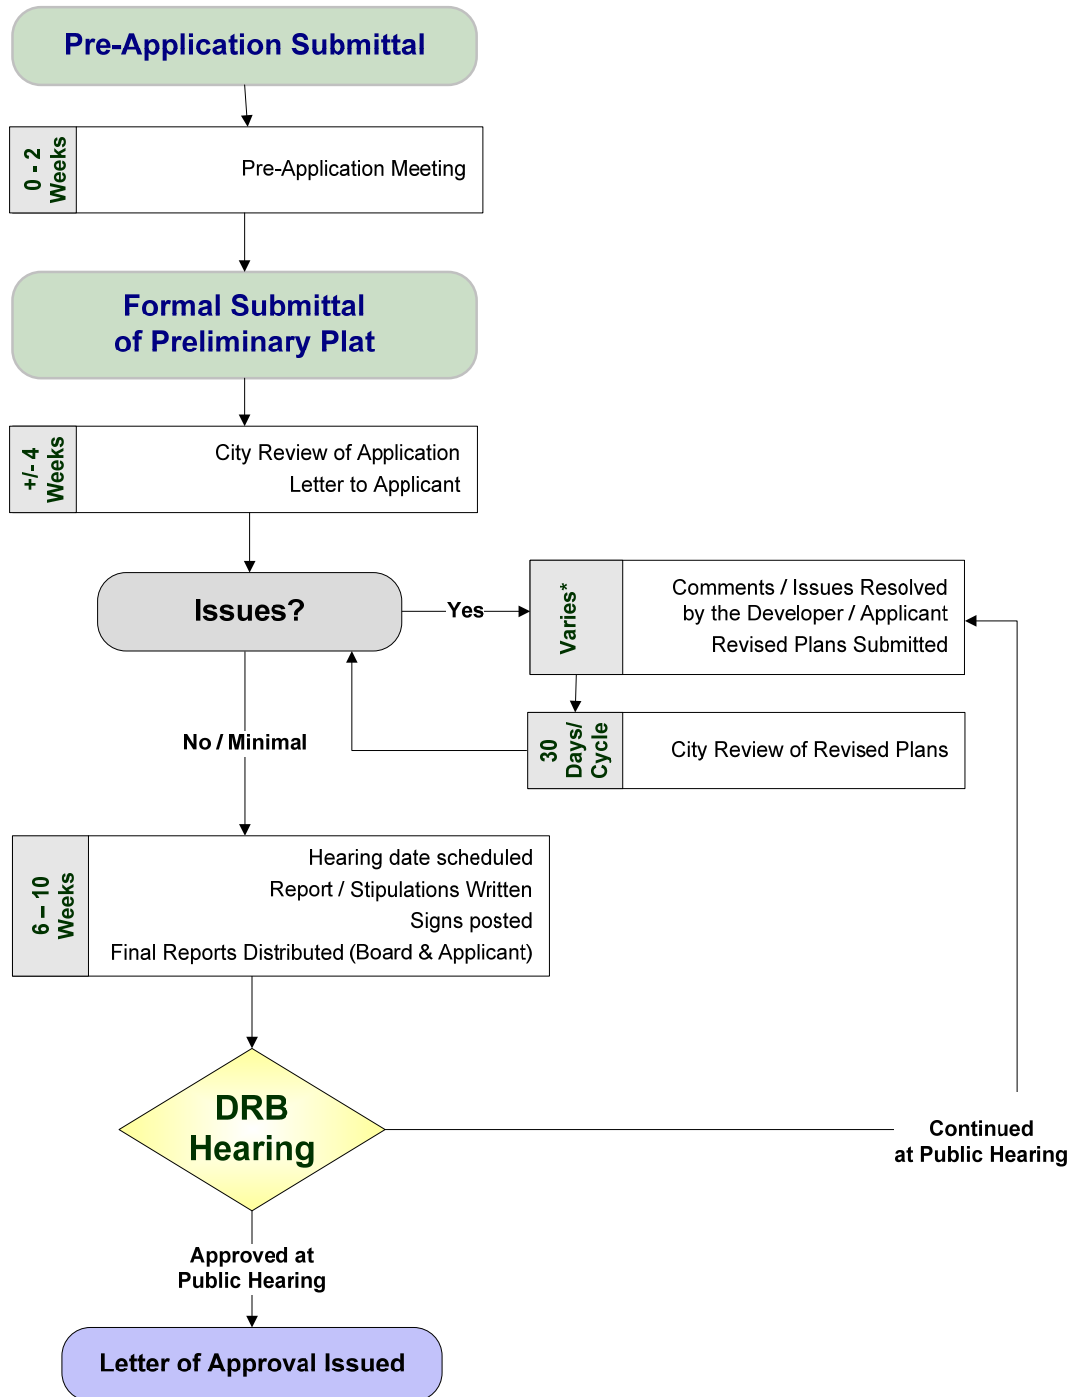 Pre-Application Submittal
0 - 2
Weeks
Pre-Application Meeting
Formal Submittal
of Preliminary Plat
+/- 4
Weeks
City Review of Application
Letter to Applicant
Issues?
Yes
Varies*
Comments / Issues Resolved
by the Developer / Applicant
Revised Plans Submitted
30
Days/
Cycle
City Review of Revised Plans
No / Minimal
6 – 10
Weeks
Hearing date scheduled
Report / Stipulations Written
Signs posted
Final Reports Distributed (Board & Applicant)
DRB
Hearing
Continued
at Public Hearing
Approved at
Public Hearing
Letter of Approval Issued